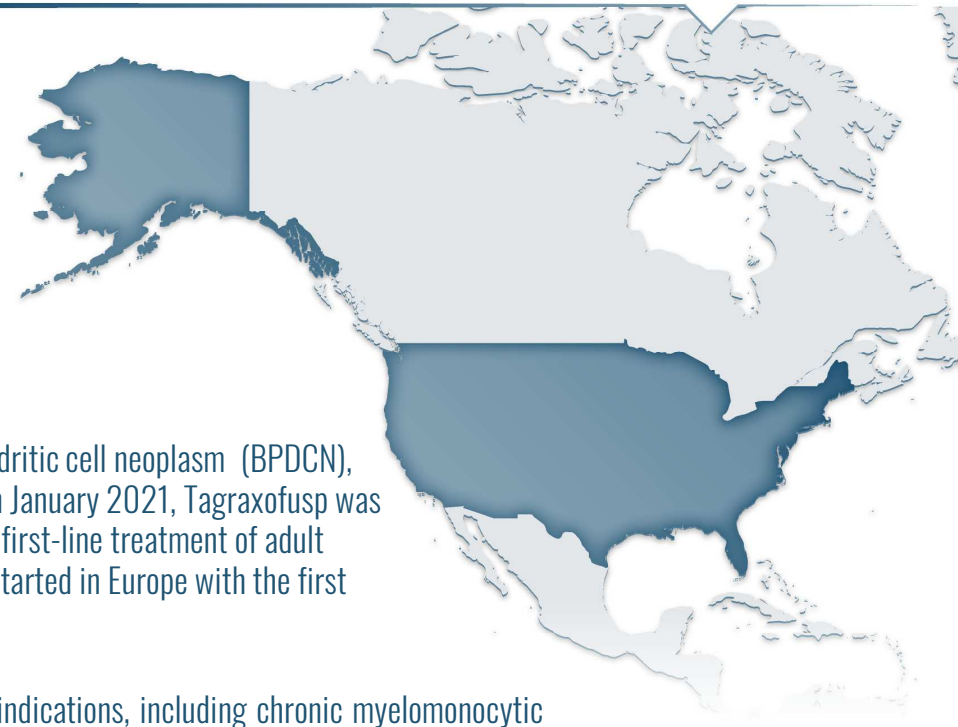 dritic cell neoplasm (BPDCN),
January 2021, Tagraxofusp was
first-line treatment of adult
tarted in Europe with the first
indications, including chronic myelomonocytic